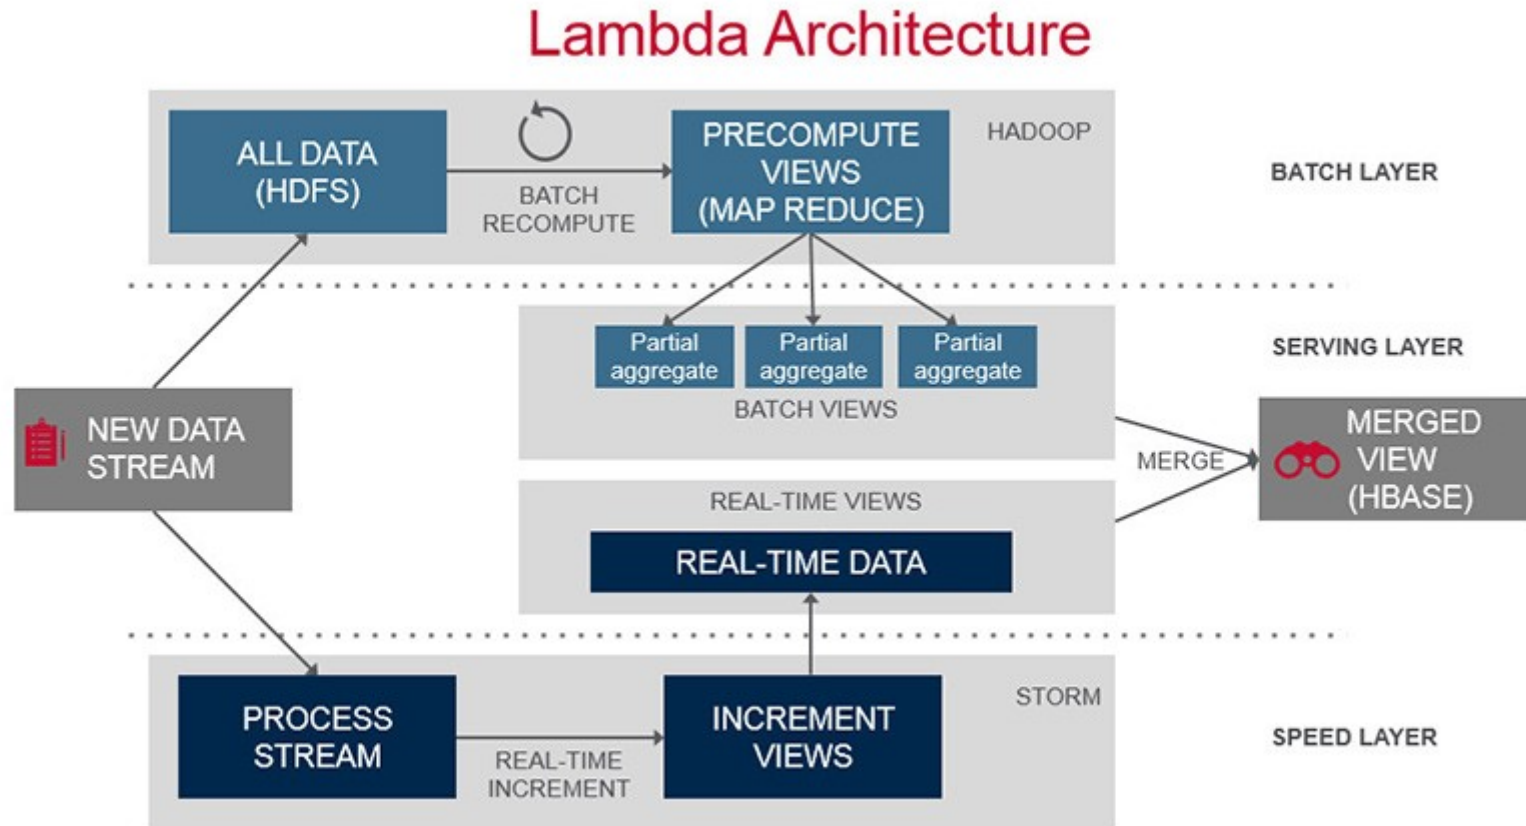 Lambda Architecture
ALL DATA
(HDFS)
BATCH
RECOMPUTE
PRECOMPUTE
VIEWS
(MAP REDUCE)
HADOOP
BATCH LAYER
Partial
aggregate
Partial
aggregate
Partial
aggregate
BATCH VIEWS
SERVING LAYER
NEW DATA
STREAM
MERGE
MERGED
VIEW
(HBASE)
REAL-TIME VIEWS
REAL-TIME DATA
PROCESS
STREAM
REAL-TIME
INCREMENT
INCREMENT
VIEWS
STORM
SPEED LAYER